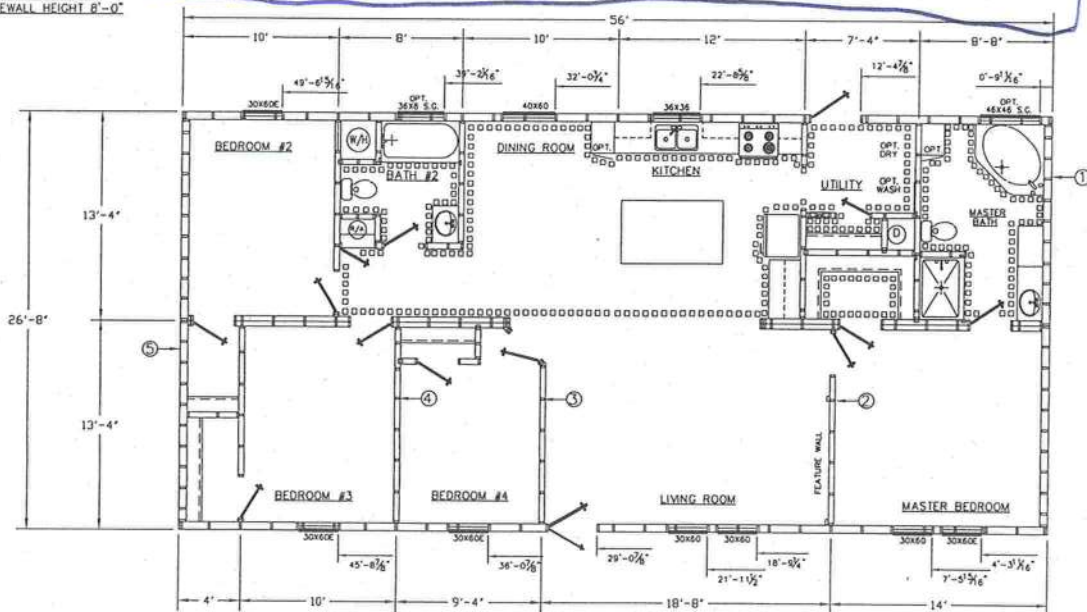 EWALL HEIGHT 8'-0"
56'
10' 8' 10' 12' 7'-4" 8'-8"
49'-6 15/16" 39'-2 1/16" 32'-0 3/4" 22'-8 5/8" 12'-4 7/8" 0'-9 11/16"
30X60E
OPT.
36X8 S.G.
40X60
36X36
OPT.
46X46 S.G.
BEDROOM #2
W/H
BATH #2
DINING ROOM
OPT.
KITCHEN
OPT.
DRY
UTILITY
OPT.
WASH
OPT.
MASTER
BATH
D
1
13'-4"
26'-8"
5
4
3
2
13'-4"
FEATURE WALL
BEDROOM #3
BEDROOM #4
LIVING ROOM
MASTER BEDROOM
30X60E 30X60E 30X60 30X60 30X60 30X60E
45'-8 7/8" 36'-0 7/8" 29'-0 7/8" 18'-9 3/4" 4'-3 11/16"
21'-11 1/2" 7'-5 15/16"
4' 10' 9'-4" 18'-8" 14'